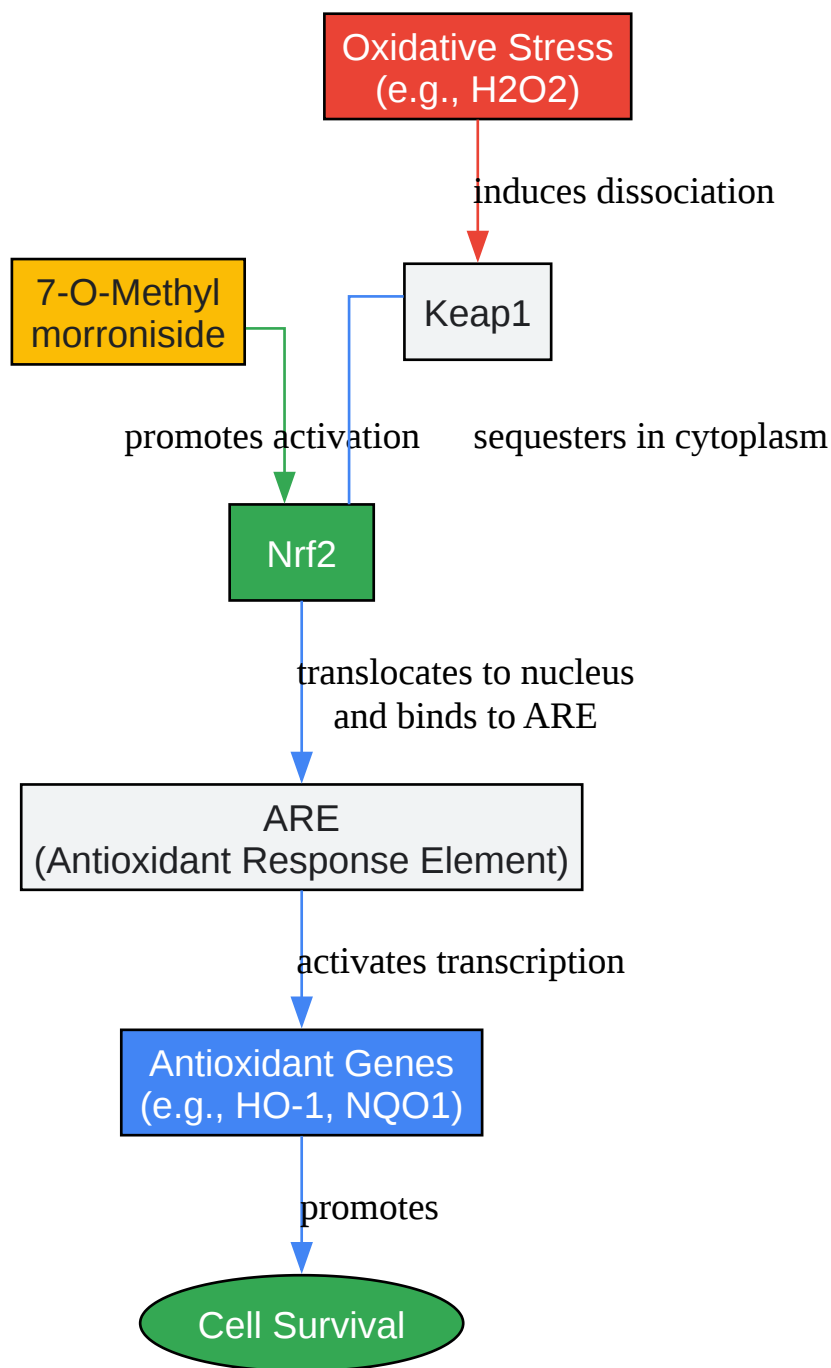 Oxidative Stress
(e.g., H2O2)
induces dissociation
7-O-Methyl
morroniside
Keap1
promotes activation
sequesters in cytoplasm
Nrf2
translocates to nucleus
and binds to ARE
ARE
(Antioxidant Response Element)
activates transcription
Antioxidant Genes
(e.g., HO-1, NQO1)
promotes
Cell Survival